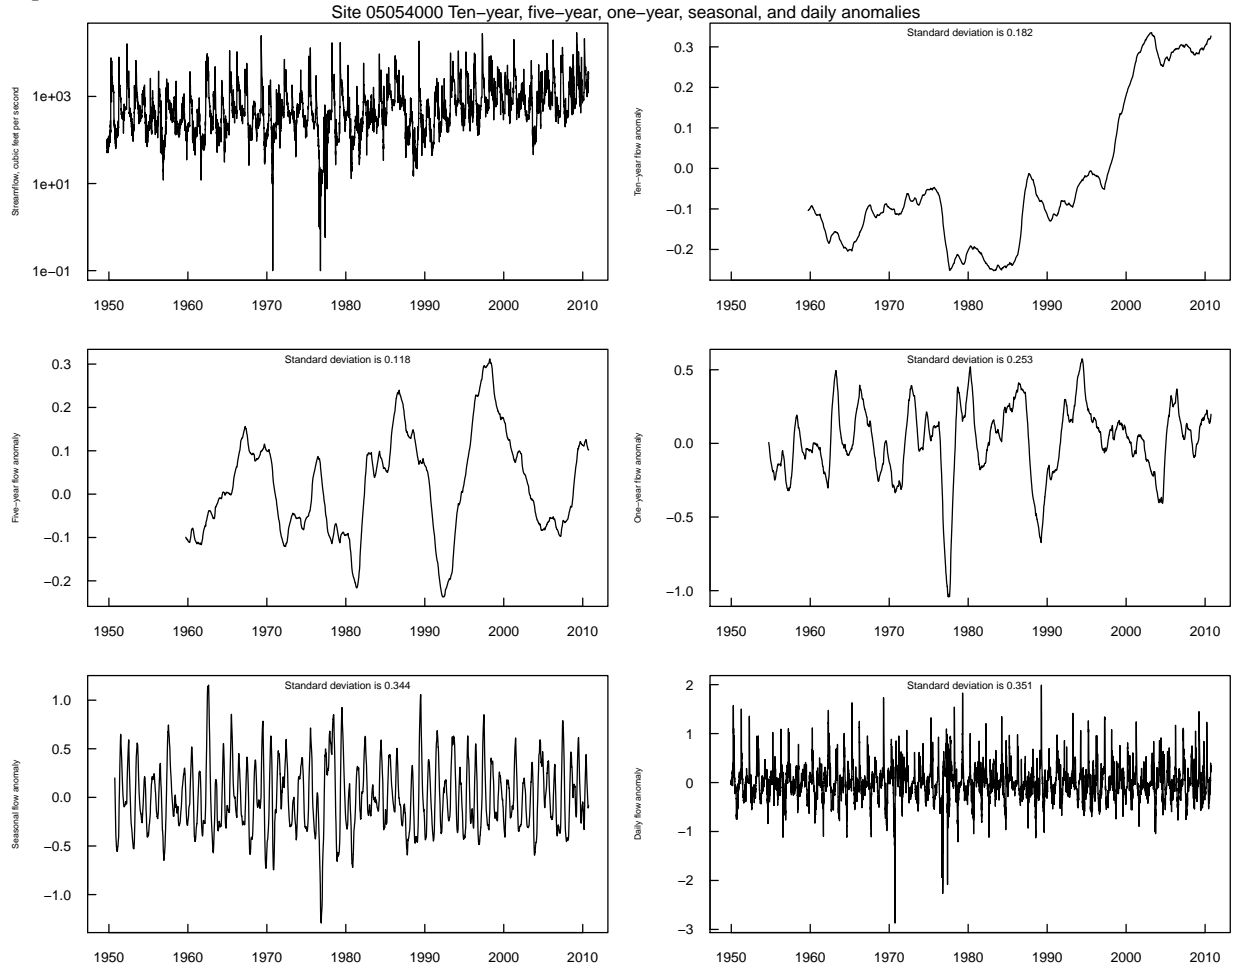 Site 05054000 Ten−year, five−year, one−year, seasonal, and daily anomalies
Streamflow, cubic feet per second
1e+03
1e+01
1e−01
1950 1960 1970 1980 1990 2000 2010
Standard deviation is 0.182
Ten−year flow anomaly
0.3
0.2
0.1
0.0
−0.1
−0.2
1950 1960 1970 1980 1990 2000 2010
Standard deviation is 0.118
Five−year flow anomaly
0.3
0.2
0.1
0.0
−0.1
−0.2
1950 1960 1970 1980 1990 2000 2010
Standard deviation is 0.253
One−year flow anomaly
0.5
0.0
−0.5
−1.0
1950 1960 1970 1980 1990 2000 2010
Standard deviation is 0.344
Seasonal flow anomaly
1.0
0.5
0.0
−0.5
−1.0
1950 1960 1970 1980 1990 2000 2010
Standard deviation is 0.351
Daily flow anomaly
2
1
0
−1
−2
−3
1950 1960 1970 1980 1990 2000 2010